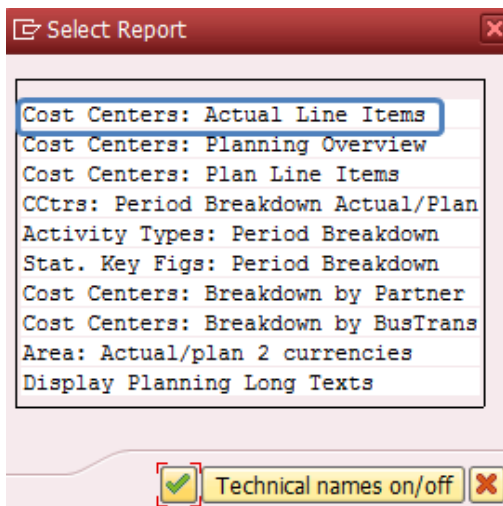 Select Report
Cost Centers: Actual Line Items
Cost Centers: Planning Overview
Cost Centers: Plan Line Items
CCtrs: Period Breakdown Actual/Plan
Activity Types: Period Breakdown
Stat. Key Figs: Period Breakdown
Cost Centers: Breakdown by Partner
Cost Centers: Breakdown by BusTrans
Area: Actual/plan 2 currencies
Display Planning Long Texts
Technical names on/off